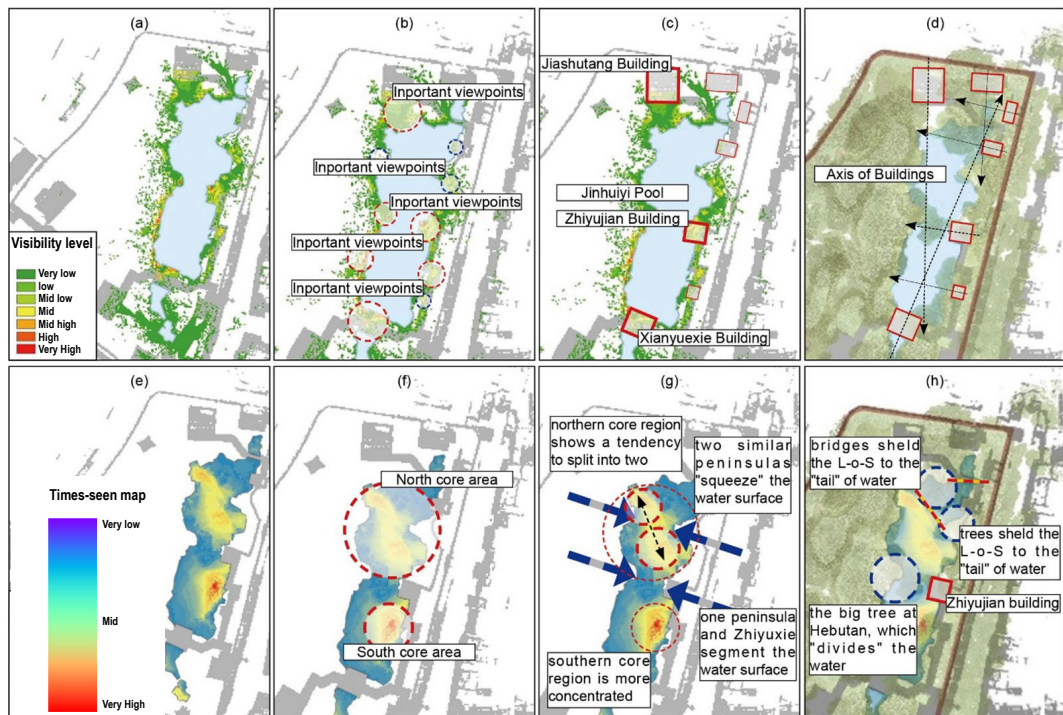 (a)
Visibility level
Very low
low
Mid low
Mid
Mid high
High
Very High
(b)
Inportant viewpoints
Inportant viewpoints
Inportant viewpoints
Inportant viewpoints
Inportant viewpoints
(c)
Jiashutang Building
Jinhuiyi Pool
Zhiyujian Building
Xianyuexie Building
(d)
Axis of Buildings
(e)
Times-seen map
Very low
Mid
Very High
(f)
North core area
South core area
(g)
northern core region
shows a tendency
to split into two
two similar
peninsulas
"squeeze" the
water surface
one peninsula
and Zhiyuxie
segment the
water surface
southern core
region is more
concentrated
(h)
bridges sheld
the L-o-S to the
"tail" of water
trees sheld the
L-o-S to the
"tail" of water
Zhiyujian building
the big tree at
Hebutan, which
"divides" the
water